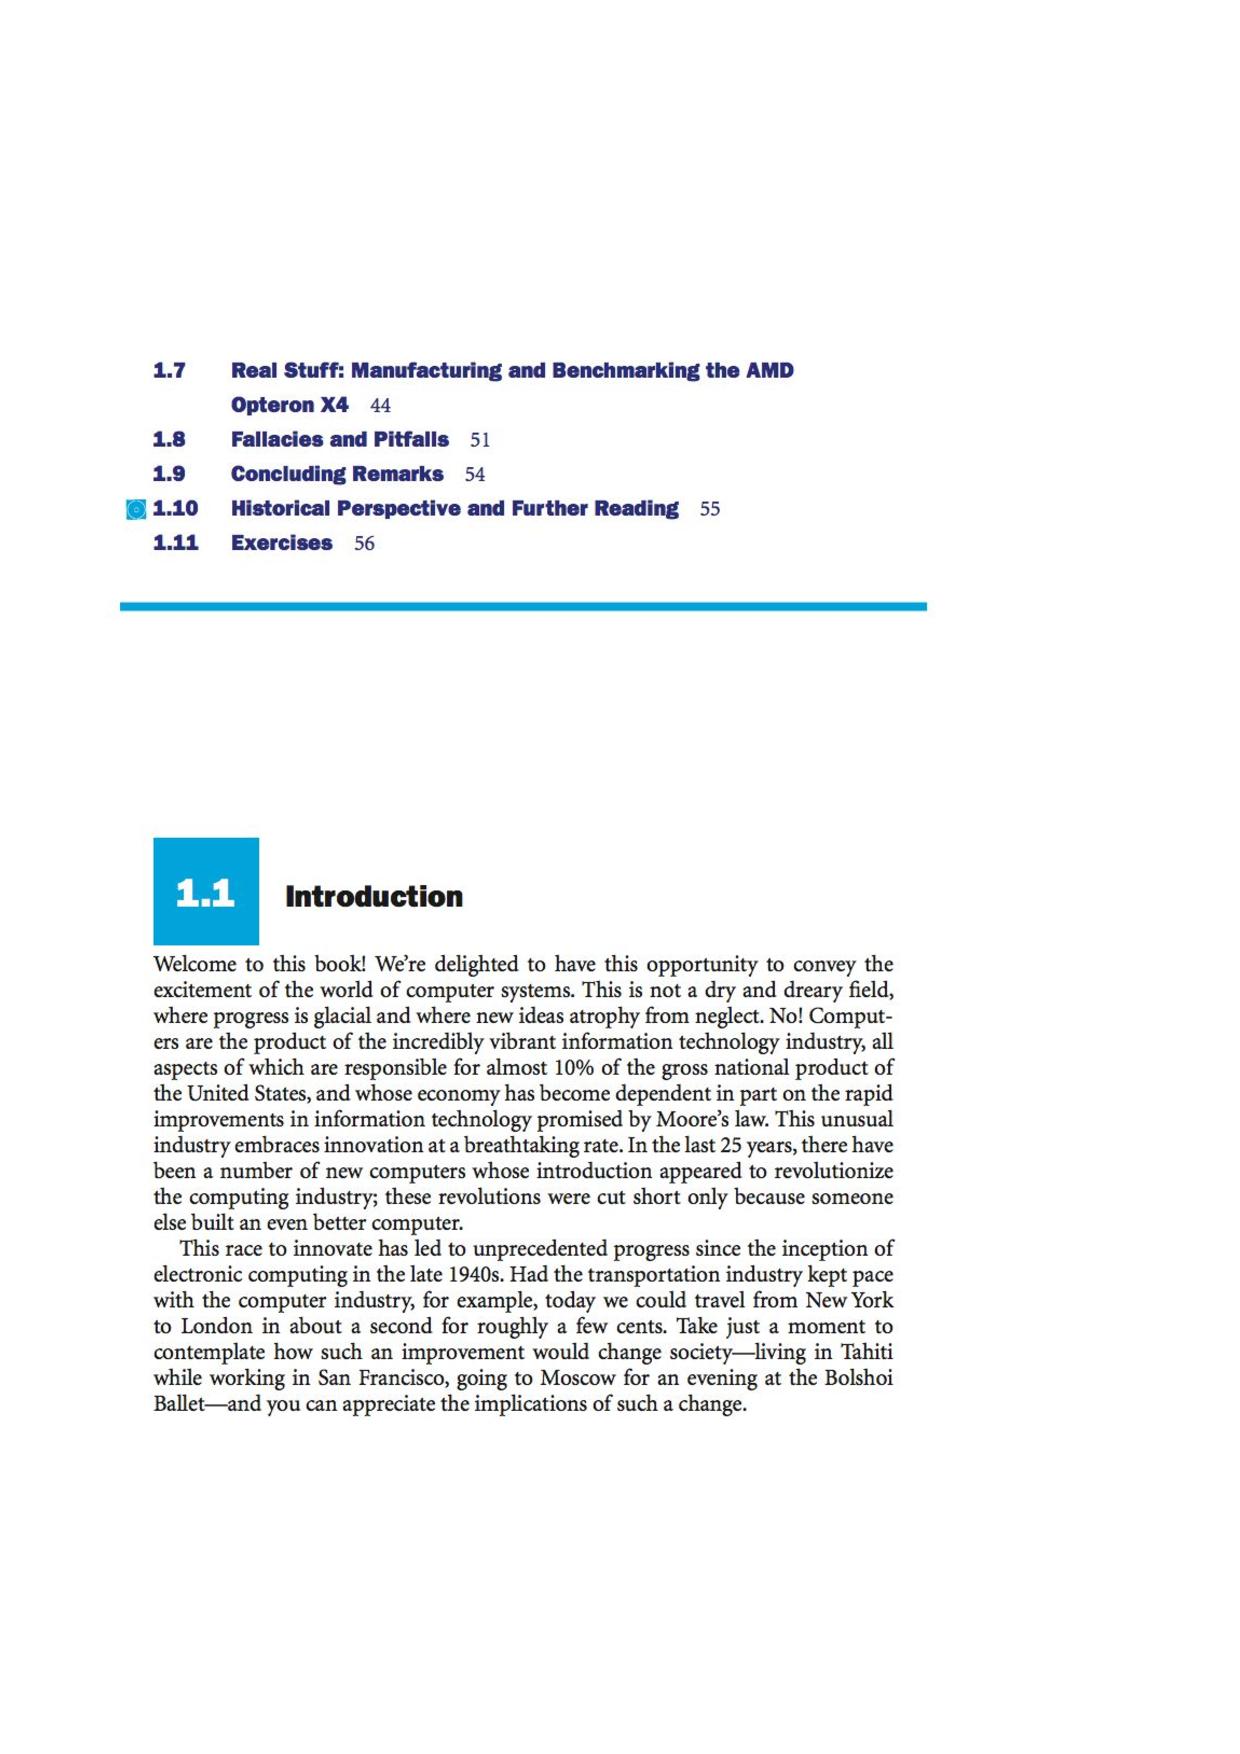 1.7 Real Stuff: Manufacturing and Benchmarking the AMD
Opteron X4 44
1.8 Fallacies and Pitfalls 51
1.9 Concluding Remarks 54
1.10 Historical Perspective and Further Reading 55
1.11 Exercises 56
1.1 Introduction
Welcome to this book! We’re delighted to have this opportunity to convey the
excitement of the world of computer systems. This is not a dry and dreary field,
where progress is glacial and where new ideas atrophy from neglect. No! Comput-
ers are the product of the incredibly vibrant information technology industry, all
aspects of which are responsible for almost 10% of the gross national product of
the United States, and whose economy has become dependent in part on the rapid
improvements in information technology promised by Moore’s law. This unusual
industry embraces innovation at a breathtaking rate. In the last 25 years, there have
been a number of new computers whose introduction appeared to revolutionize
the computing industry; these revolutions were cut short only because someone
else built an even better computer.
This race to innovate has led to unprecedented progress since the inception of
electronic computing in the late 1940s. Had the transportation industry kept pace
with the computer industry, for example, today we could travel from New York
to London in about a second for roughly a few cents. Take just a moment to
contemplate how such an improvement would change society—living in Tahiti
while working in San Francisco, going to Moscow for an evening at the Bolshoi
Ballet—and you can appreciate the implications of such a change.